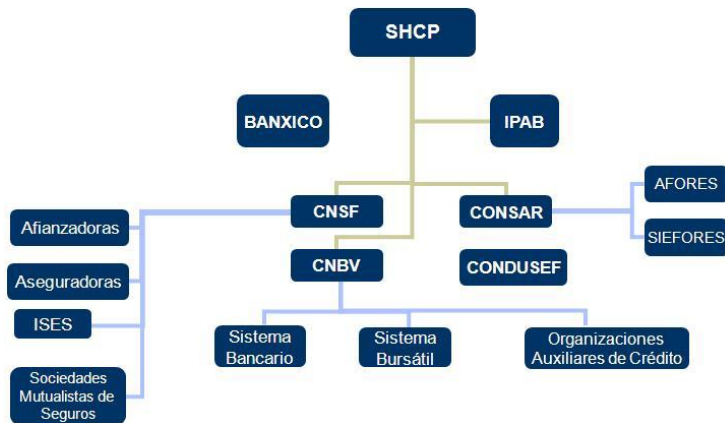 SHCP
BANXICO
IPAB
CNSF
CONSAR
AFORES
SIEFORES
Afianzadoras
Aseguradoras
ISES
Sociedades
Mutualistas de
Seguros
CNBV
CONDUSEF
Sistema
Bancario
Sistema
Bursátil
Organizaciones
Auxiliares de Crédito